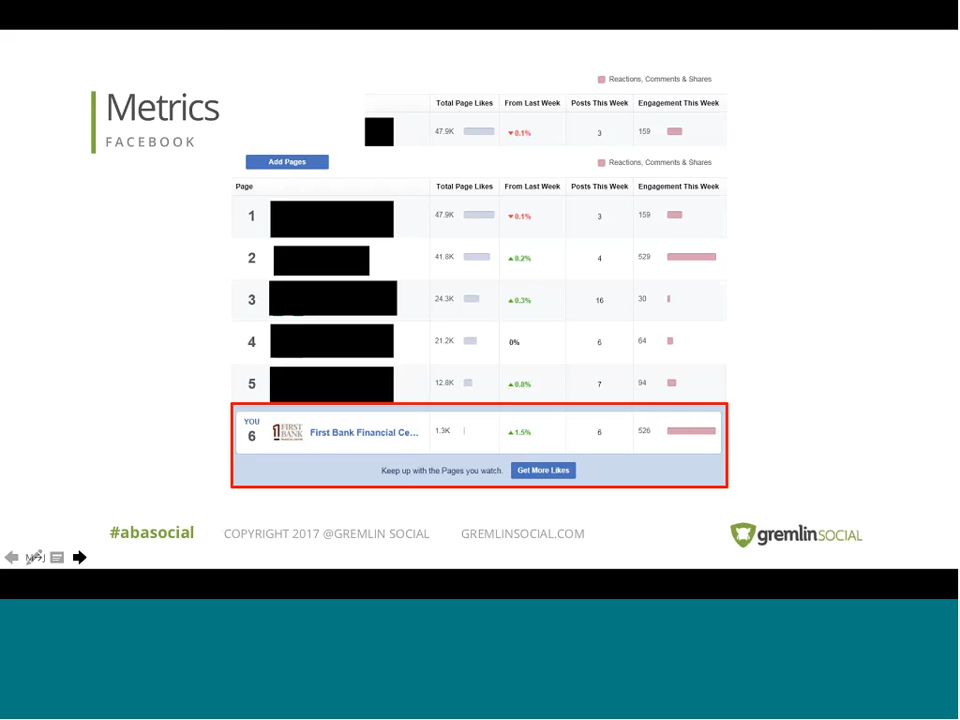 Metrics
FACEBOOK
Reactions, Comments & Shares
Total Page Likes From Last Week Posts This Week Engagement This Week
47.9K 0.1% 3 159
Add Pages
Reactions, Comments & Shares
Page Total Page Likes From Last Week Posts This Week Engagement This Week
1 47.9K 0.1% 3 159
2 41.8K 0.2% 4 529
3 24.3K 0.3% 16 30
4 21.2K 0% 6 64
5 12.8K 0.8% 7 94
YOU
6 FIRST BANK First Bank Financial Ce... 1.3K 1.5% 6 526
Keep up with the Pages you watch. Get More Likes
#abasocial COPYRIGHT 2017 @GREMLIN SOCIAL GREMLINSOCIAL.COM gremlinSOCIAL